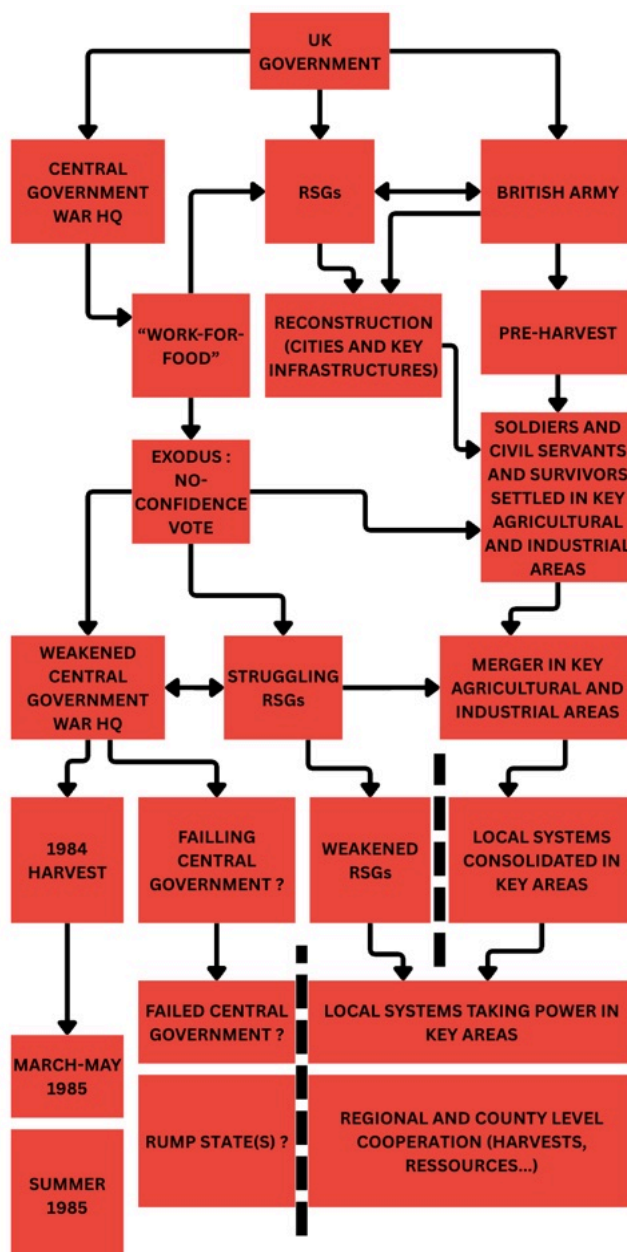 UK
GOVERNMENT
CENTRAL
GOVERNMENT
WAR HQ
RSGs
BRITISH ARMY
“WORK-FOR-
FOOD”
RECONSTRUCTION
(CITIES AND KEY
INFRASTRUCTURES)
PRE-HARVEST
EXODUS :
NO-
CONFIDENCE
VOTE
SOLDIERS AND
CIVIL SERVANTS
AND SURVIVORS
SETTLED IN KEY
AGRICULTURAL
AND INDUSTRIAL
AREAS
WEAKENED
CENTRAL
GOVERNMENT
WAR HQ
STRUGGLING
RSGs
MERGER IN KEY
AGRICULTURAL AND
INDUSTRIAL AREAS
1984
HARVEST
FAILLING
CENTRAL
GOVERNMENT ?
WEAKENED
RSGs
LOCAL SYSTEMS
CONSOLIDATED IN
KEY AREAS
MARCH-MAY
1985
FAILED CENTRAL
GOVERNMENT ?
LOCAL SYSTEMS TAKING POWER IN
KEY AREAS
SUMMER
1985
RUMP STATE(S) ?
REGIONAL AND COUNTY LEVEL
COOPERATION (HARVESTS,
RESSOURCES...)